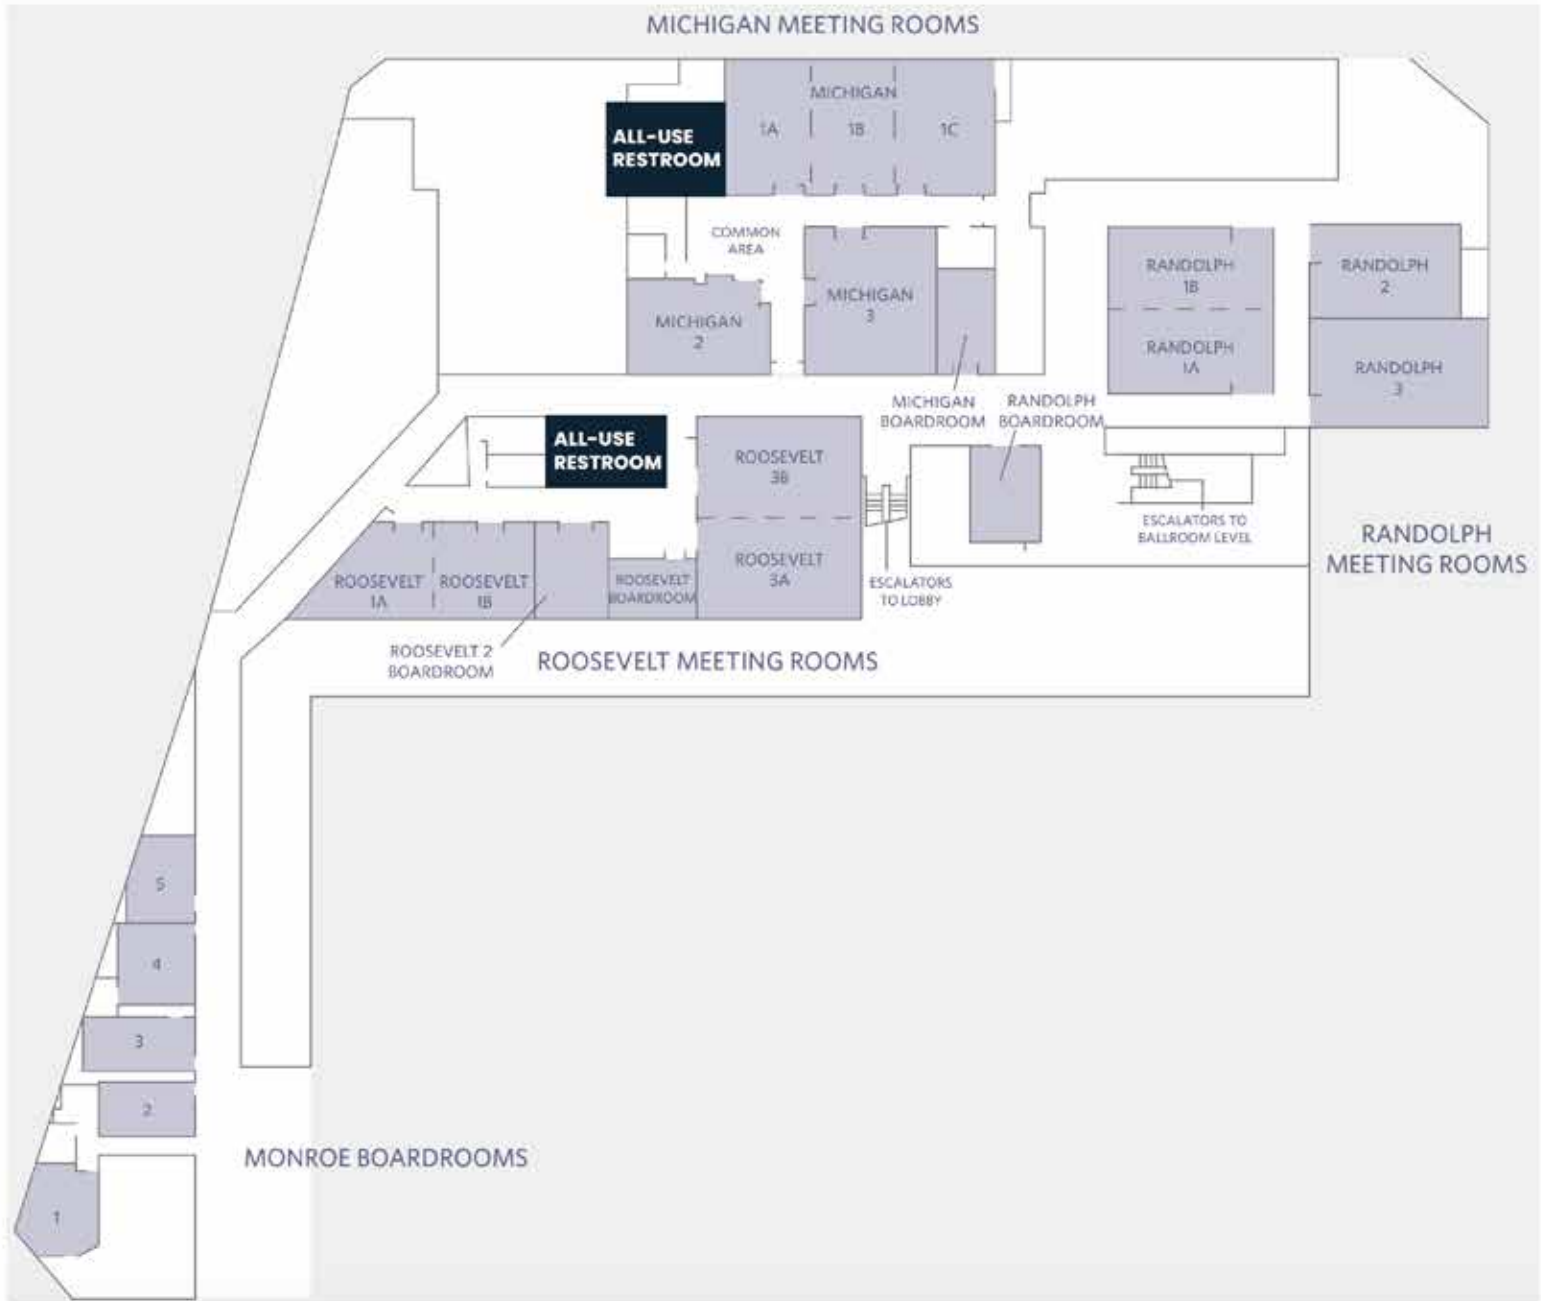 MICHIGAN MEETING ROOMS
MICHIGAN
1A
1B
1C
ALL-USE
RESTROOM
COMMON
AREA
MICHIGAN
2
MICHIGAN
3
MICHIGAN
BOARDROOM
RANDOLPH
1B
RANDOLPH
1A
RANDOLPH
2
RANDOLPH
3
RANDOLPH
BOARDROOM
ALL-USE
RESTROOM
ROOSEVELT
3B
ROOSEVELT
3A
ESCALATORS
TO LOBBY
ESCALATORS TO
BALLROOM LEVEL
RANDOLPH
MEETING ROOMS
ROOSEVELT
1A
ROOSEVELT
1B
ROOSEVELT
BOARDROOM
ROOSEVELT 2
BOARDROOM
ROOSEVELT MEETING ROOMS
5
4
3
2
MONROE BOARDROOMS
1